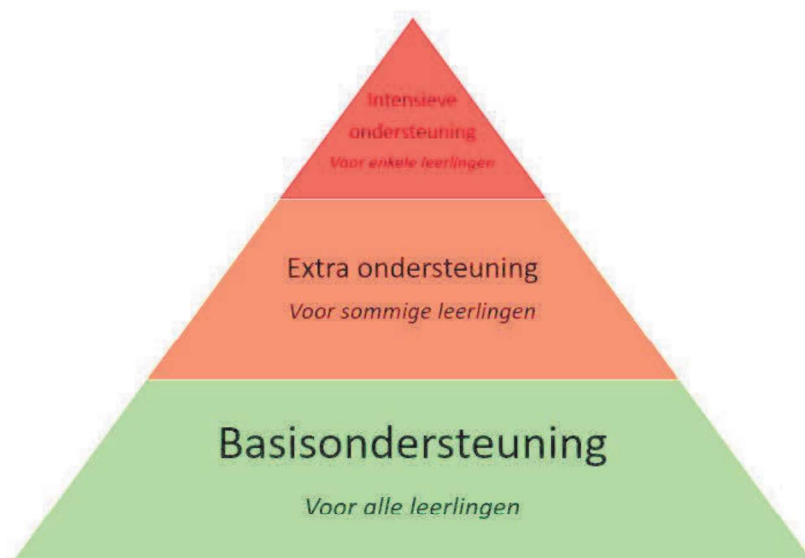 Intensieve
ondersteuning
Voor enkele leerlingen
Extra ondersteuning
Voor sommige leerlingen
Basisondersteuning
Voor alle leerlingen